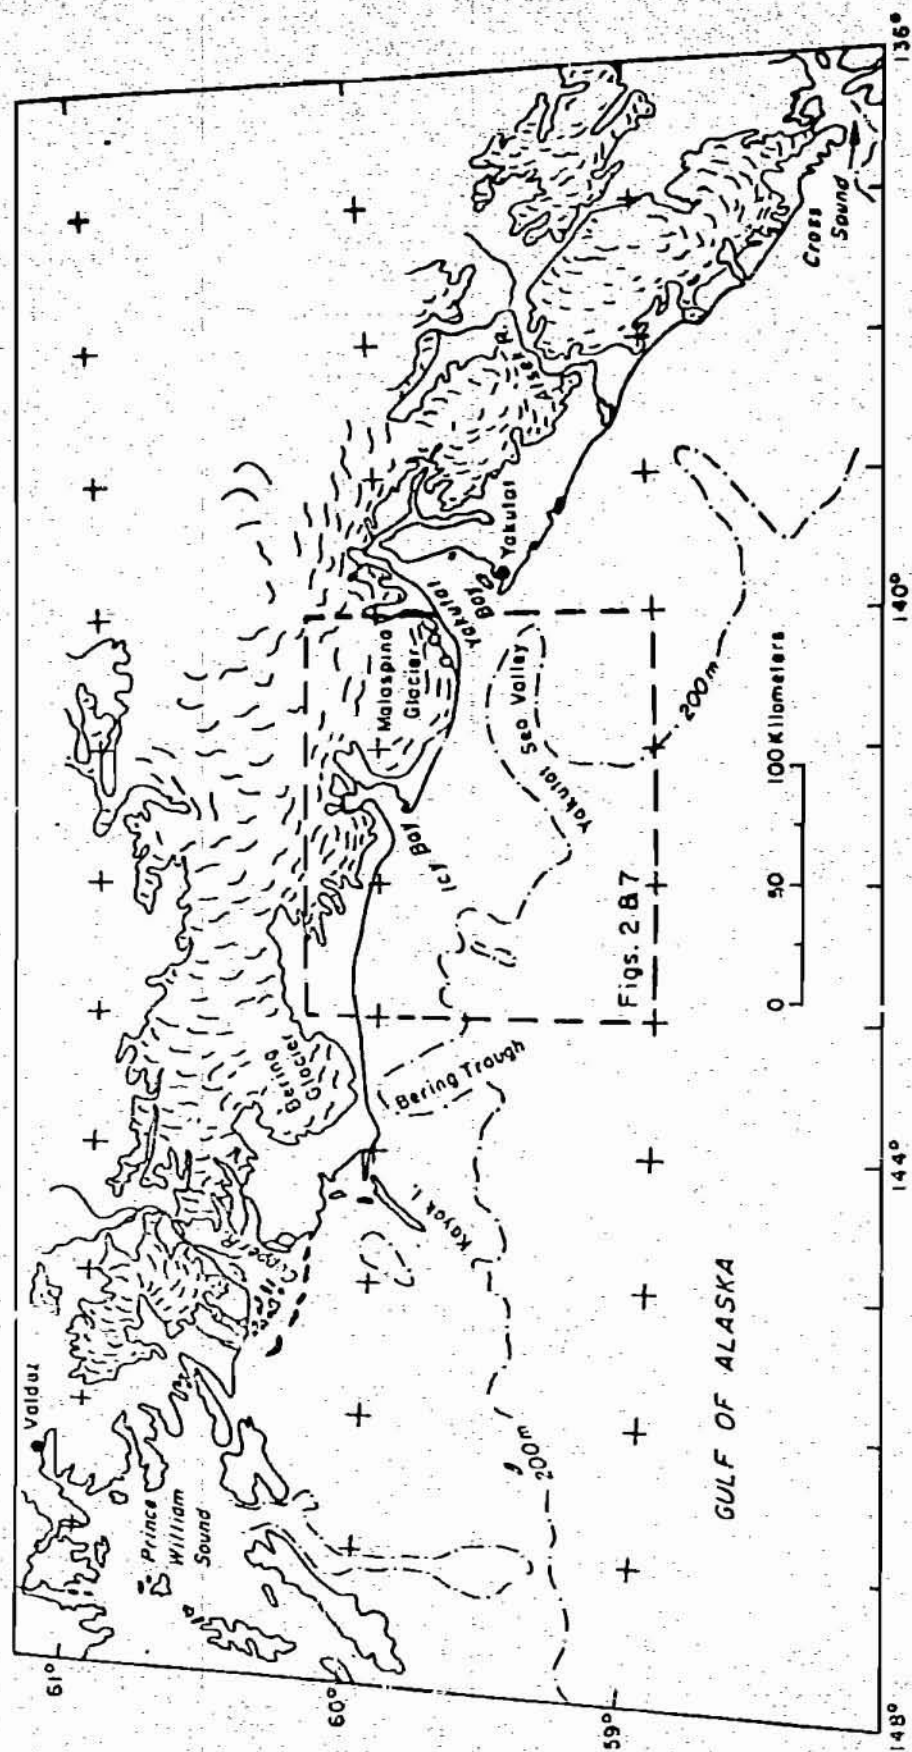 61°
60°
59°
148°
144°
140°
136°
Valdez
Prince
William
Sound
Copper R.
Kayak I.
Bering
Glacier
Bering Trough
Icy Bay
Malaspina
Glacier
Yakutat
Bay
Yakutat
Alsek R.
Cross
Sound
Yakutat Sea Valley
200m
200m
Figs. 2 & 7
0 50 100 Kilometers
GULF OF ALASKA